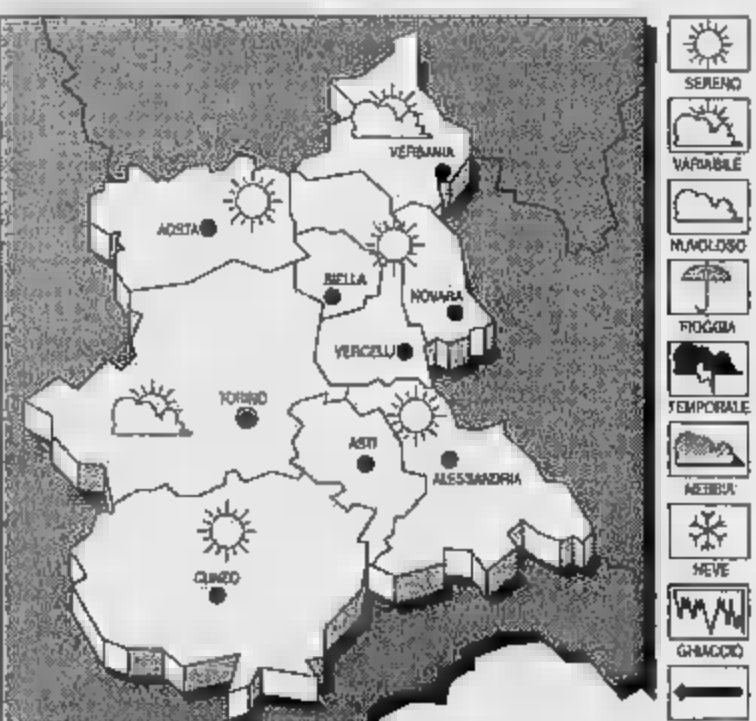 SERENO
VARIABILE
NUVOLOSO
PIOGGIA
TEMPORALE
NEBBIA
NEVE
GHIACCIO
VERBANIA
AOSTA
BIELLA
NOVARA
VERCELLI
TORINO
ASTI
ALESSANDRIA
CUNEO